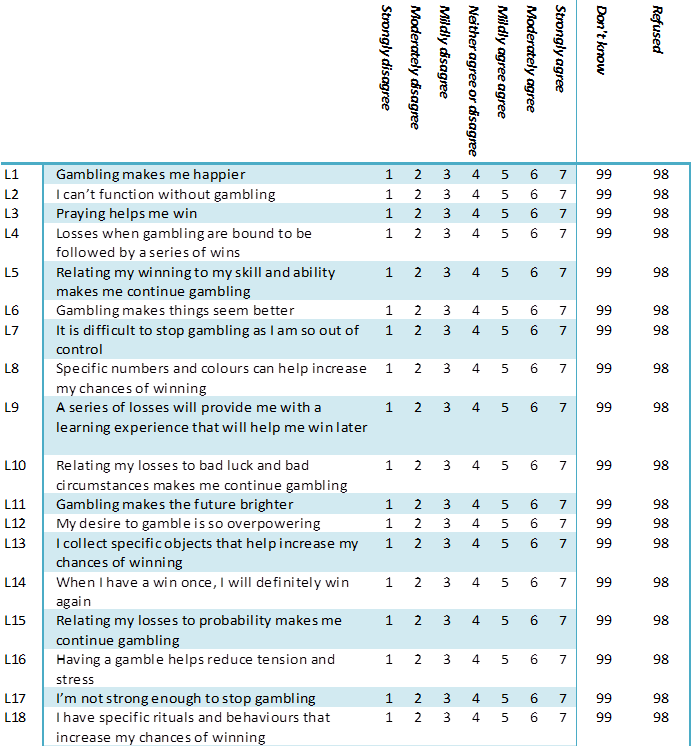 Strongly disagree
Moderately disagree
Mildly disagree
Neither agree or disagree
Mildly agree agree
Moderately agree
Strongly agree
Don't know
Refused
L1 Gambling makes me happier 1 2 3 4 5 6 7 99 98
L2 I can't function without gambling 1 2 3 4 5 6 7 99 98
L3 Praying helps me win 1 2 3 4 5 6 7 99 98
L4 Losses when gambling are bound to be 1 2 3 4 5 6 7 99 98
followed by a series of wins
L5 Relating my winning to my skill and ability 1 2 3 4 5 6 7 99 98
makes me continue gambling
L6 Gambling makes things seem better 1 2 3 4 5 6 7 99 98
L7 It is difficult to stop gambling as I am so out of 1 2 3 4 5 6 7 99 98
control
L8 Specific numbers and colours can help increase 1 2 3 4 5 6 7 99 98
my chances of winning
L9 A series of losses will provide me with a 1 2 3 4 5 6 7 99 98
learning experience that will help me win later
L10 Relating my losses to bad luck and bad 1 2 3 4 5 6 7 99 98
circumstances makes me continue gambling
L11 Gambling makes the future brighter 1 2 3 4 5 6 7 99 98
L12 My desire to gamble is so overpowering 1 2 3 4 5 6 7 99 98
L13 I collect specific objects that help increase my 1 2 3 4 5 6 7 99 98
chances of winning
L14 When I have a win once, I will definitely win 1 2 3 4 5 6 7 99 98
again
L15 Relating my losses to probability makes me 1 2 3 4 5 6 7 99 98
continue gambling
L16 Having a gamble helps reduce tension and 1 2 3 4 5 6 7 99 98
stress
L17 I'm not strong enough to stop gambling 1 2 3 4 5 6 7 99 98
L18 I have specific rituals and behaviours that 1 2 3 4 5 6 7 99 98
increase my chances of winning